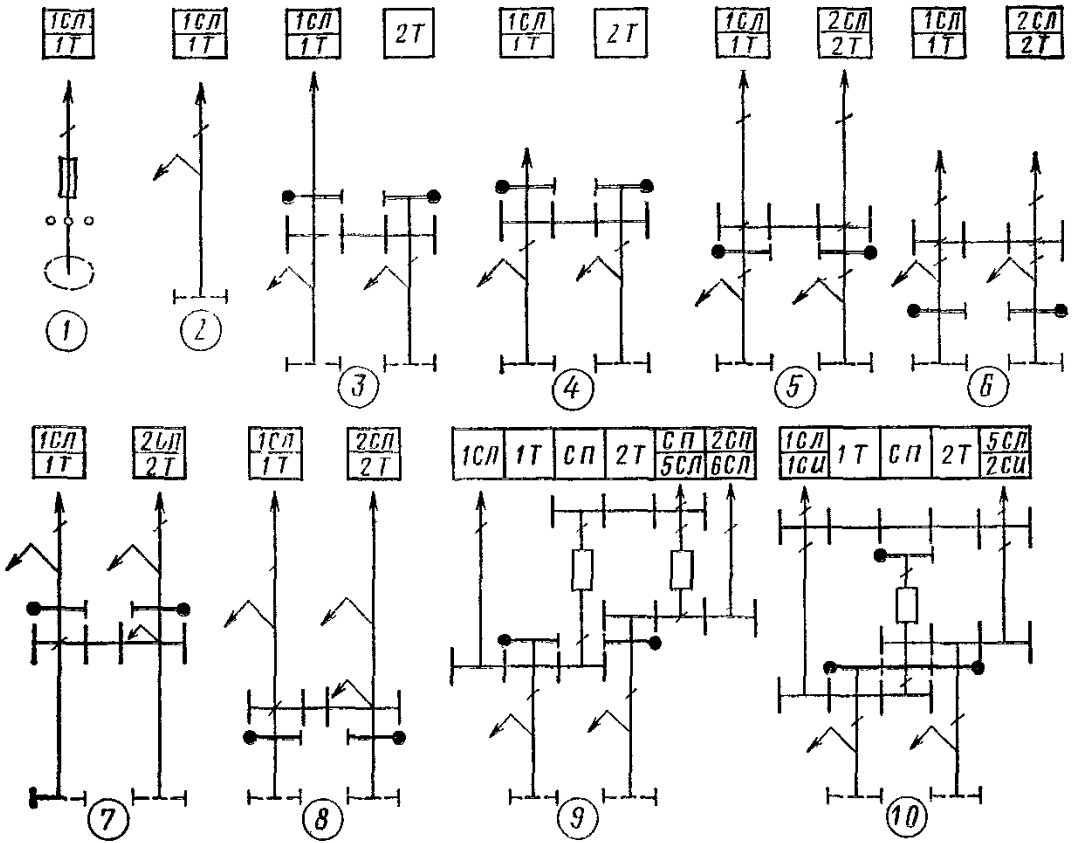 1СЛ 1СЛ 1СЛ 2Т 1СЛ 2Т 1СЛ 2СЛ 1СЛ 2СЛ
1Т 1Т 1Т 1Т 1Т 2Т 1Т 2Т
1 2 3 4 5 6
1СЛ 2СЛ 1СЛ 2СЛ 1СЛ 1Т СП 2Т СП 2СП 1СЛ 1Т СП 2Т 5СЛ
1Т 2Т 1Т 2Т 5СЛ 6СЛ 1СИ 2СИ
7 8 9 10